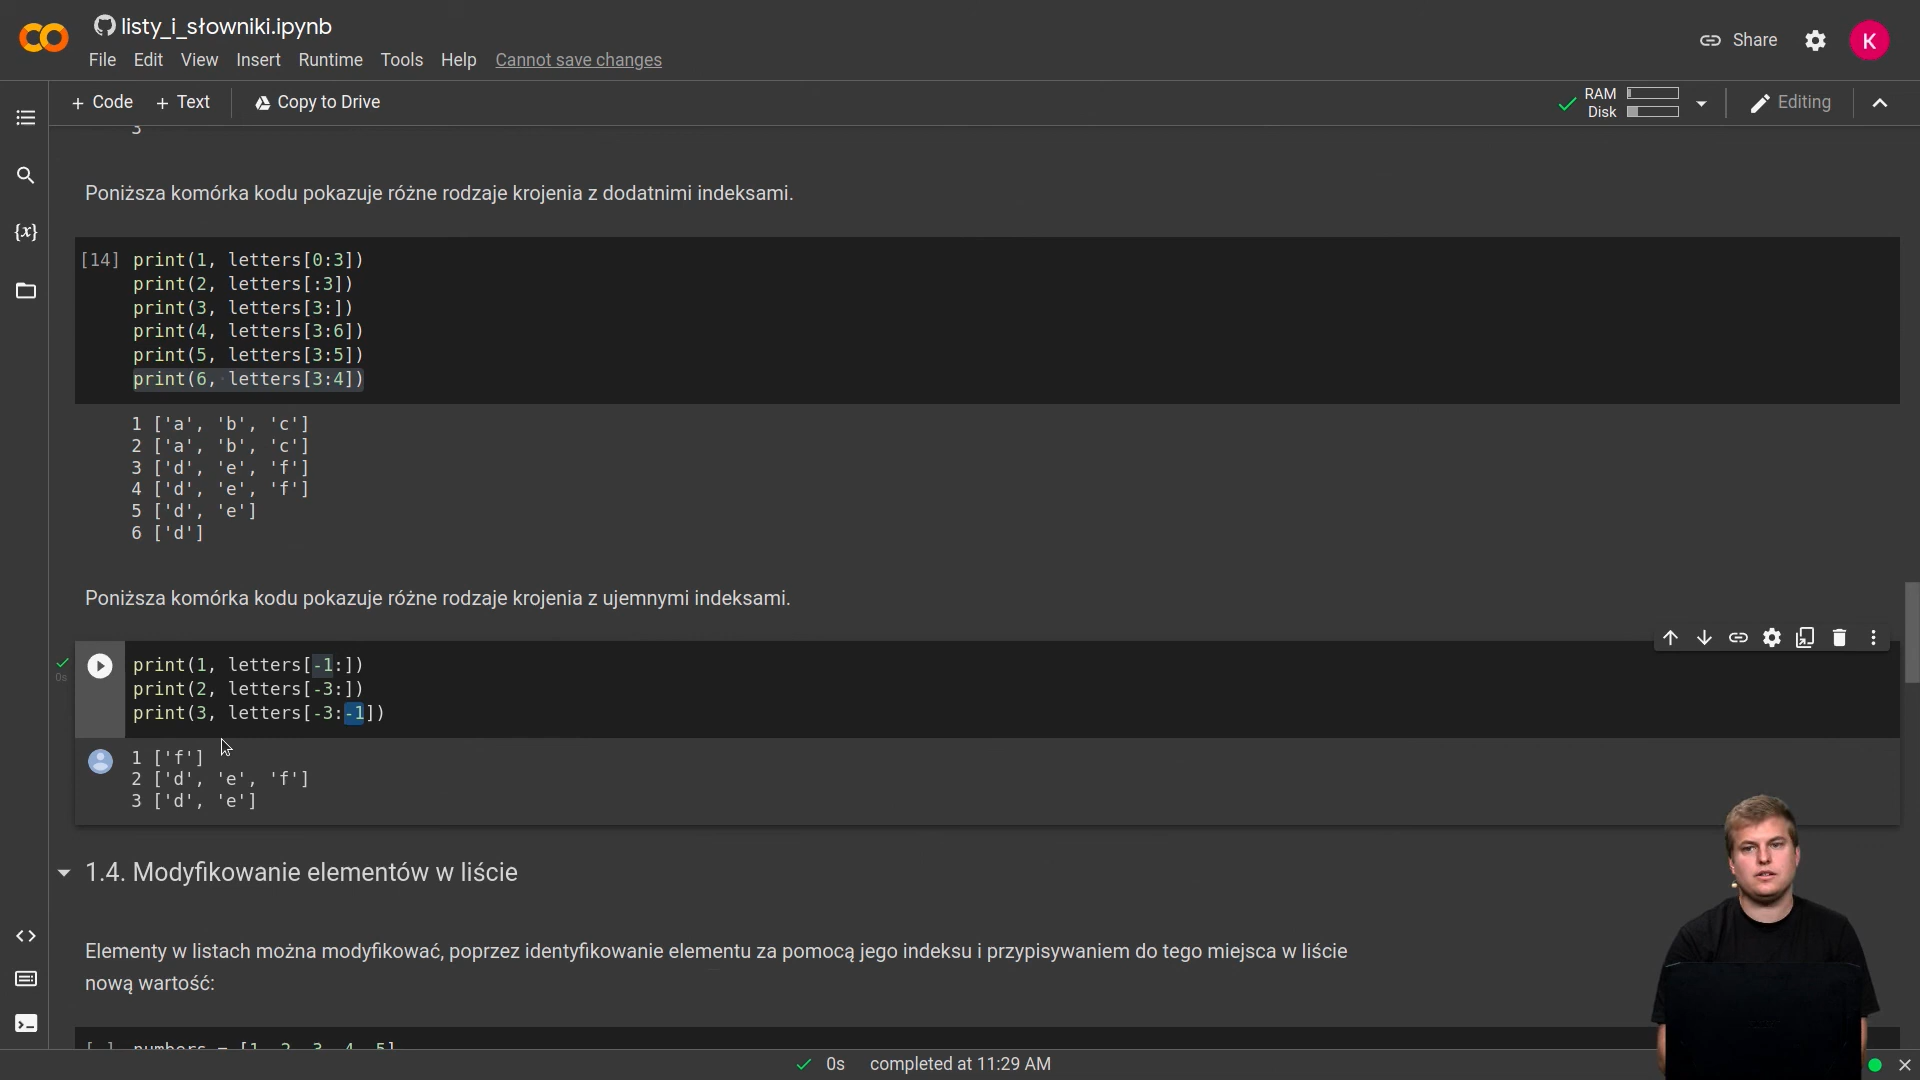 listy_i_słowniki.ipynb
File Edit View Insert Runtime Tools Help Cannot save changes
Share
K
+ Code + Text Copy to Drive
RAM
Disk
Editing
3
{x}
Poniższa komórka kodu pokazuje różne rodzaje krojenia z dodatnimi indeksami.
[14] print(1, letters[0:3])
print(2, letters[:3])
print(3, letters[3:])
print(4, letters[3:6])
print(5, letters[3:5])
print(6, letters[3:4])
1 ['a', 'b', 'c']
2 ['a', 'b', 'c']
3 ['d', 'e', 'f']
4 ['d', 'e', 'f']
5 ['d', 'e']
6 ['d']
Poniższa komórka kodu pokazuje różne rodzaje krojenia z ujemnymi indeksami.
0s
print(1, letters[-1:])
print(2, letters[-3:])
print(3, letters[-3:-1])
1 ['f']
2 ['d', 'e', 'f']
3 ['d', 'e']
1.4. Modyfikowanie elementów w liście
Elementy w listach można modyfikować, poprzez identyfikowanie elementu za pomocą jego indeksu i przypisywaniem do tego miejsca w liście
nową wartość:
[ ] numbers = [1, 2, 3, 4, 5]
0s completed at 11:29 AM